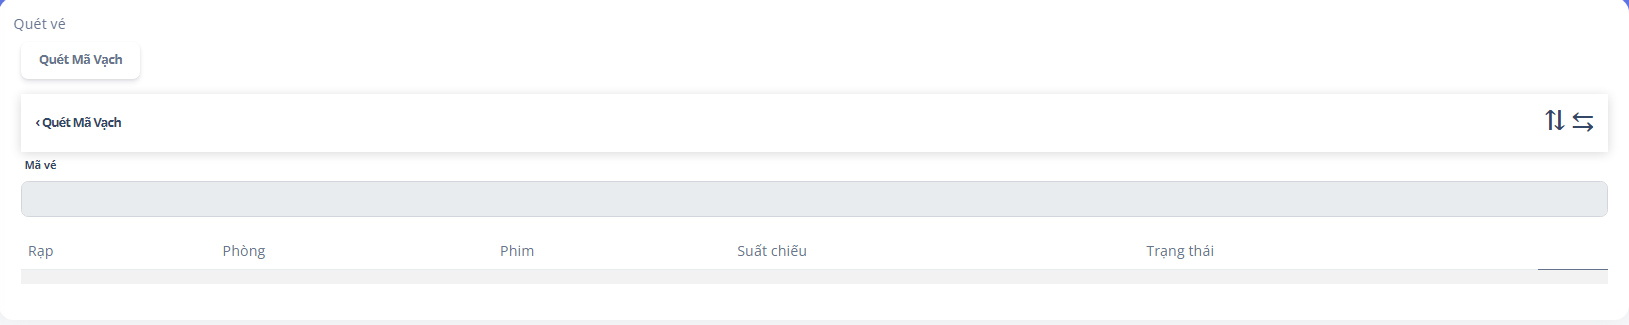 Quét vé
Quét Mã Vạch
‹ Quét Mã Vạch
Mã vé
Rạp Phòng Phim Suất chiếu Trạng thái